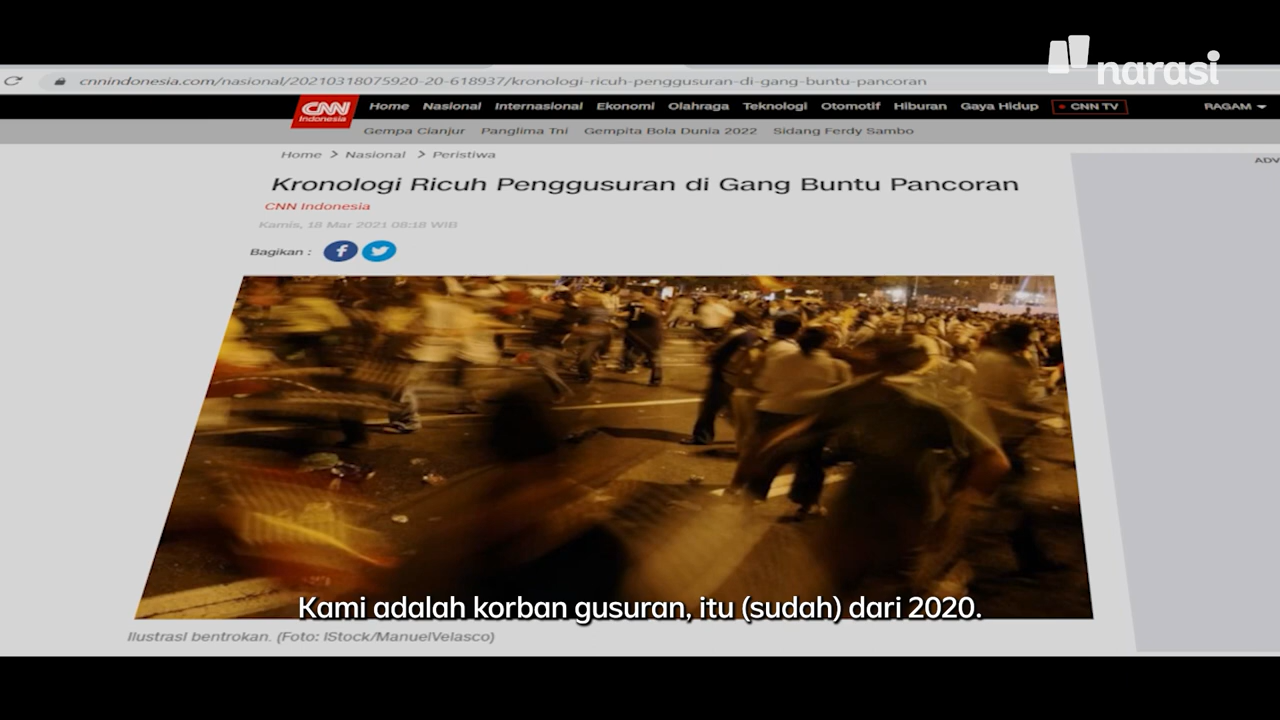 narasi
cnnindonesia.com/nasional/20210318075920-20-618937/kronologi-ricuh-penggusuran-di-gang-buntu-pancoran
CNN Indonesia Home Nasional Internasional Ekonomi Olahraga Teknologi Otomotif Hiburan Gaya Hidup CNN TV RAGAM
Gempa Cianjur Panglima Tni Gempita Bola Dunia 2022 Sidang Ferdy Sambo
Home > Nasional > Peristiwa
ADV
Kronologi Ricuh Penggusuran di Gang Buntu Pancoran
CNN Indonesia
Kamis, 18 Mar 2021 08:18 WIB
Bagikan :
Kami adalah korban gusuran, itu (sudah) dari 2020.
Ilustrasi bentrokan. (Foto: iStock/ManuelVelasco)